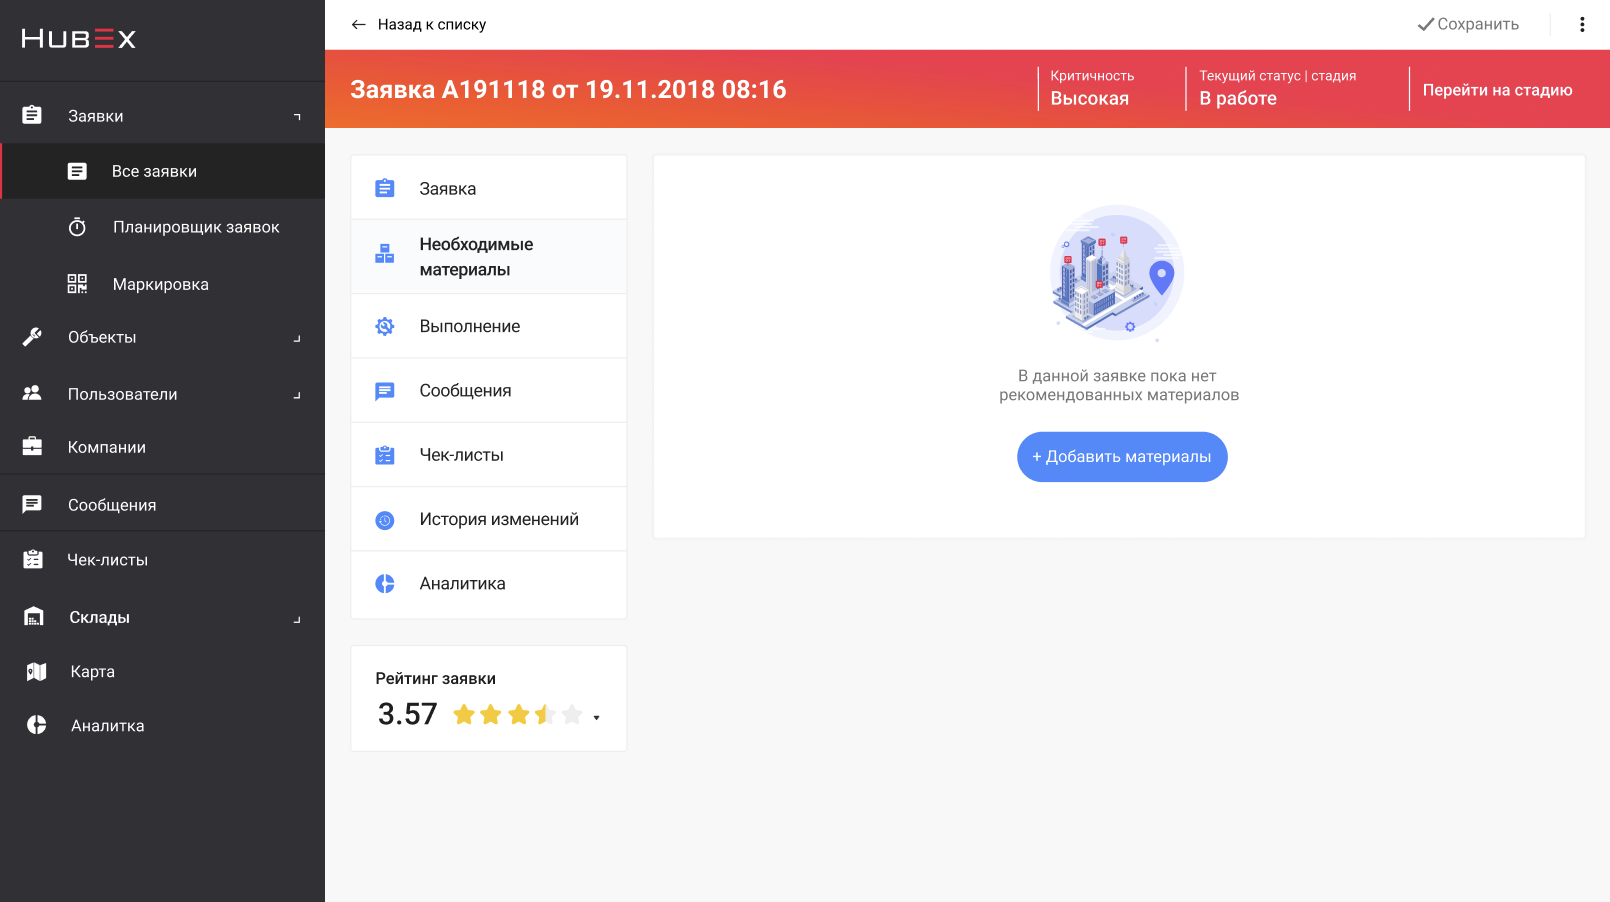 HUBEX
Заявки
Все заявки
Планировщик заявок
Маркировка
Объекты
Пользователи
Компании
Сообщения
Чек-листы
Склады
Карта
Аналитка
Назад к списку
Сохранить
Заявка А191118 от 19.11.2018 08:16
Критичность
Высокая
Текущий статус | стадия
В работе
Перейти на стадию
Заявка
Необходимые
материалы
Выполнение
Сообщения
Чек-листы
История изменений
Аналитика
Рейтинг заявки
3.57
В данной заявке пока нет
рекомендованных материалов
+ Добавить материалы